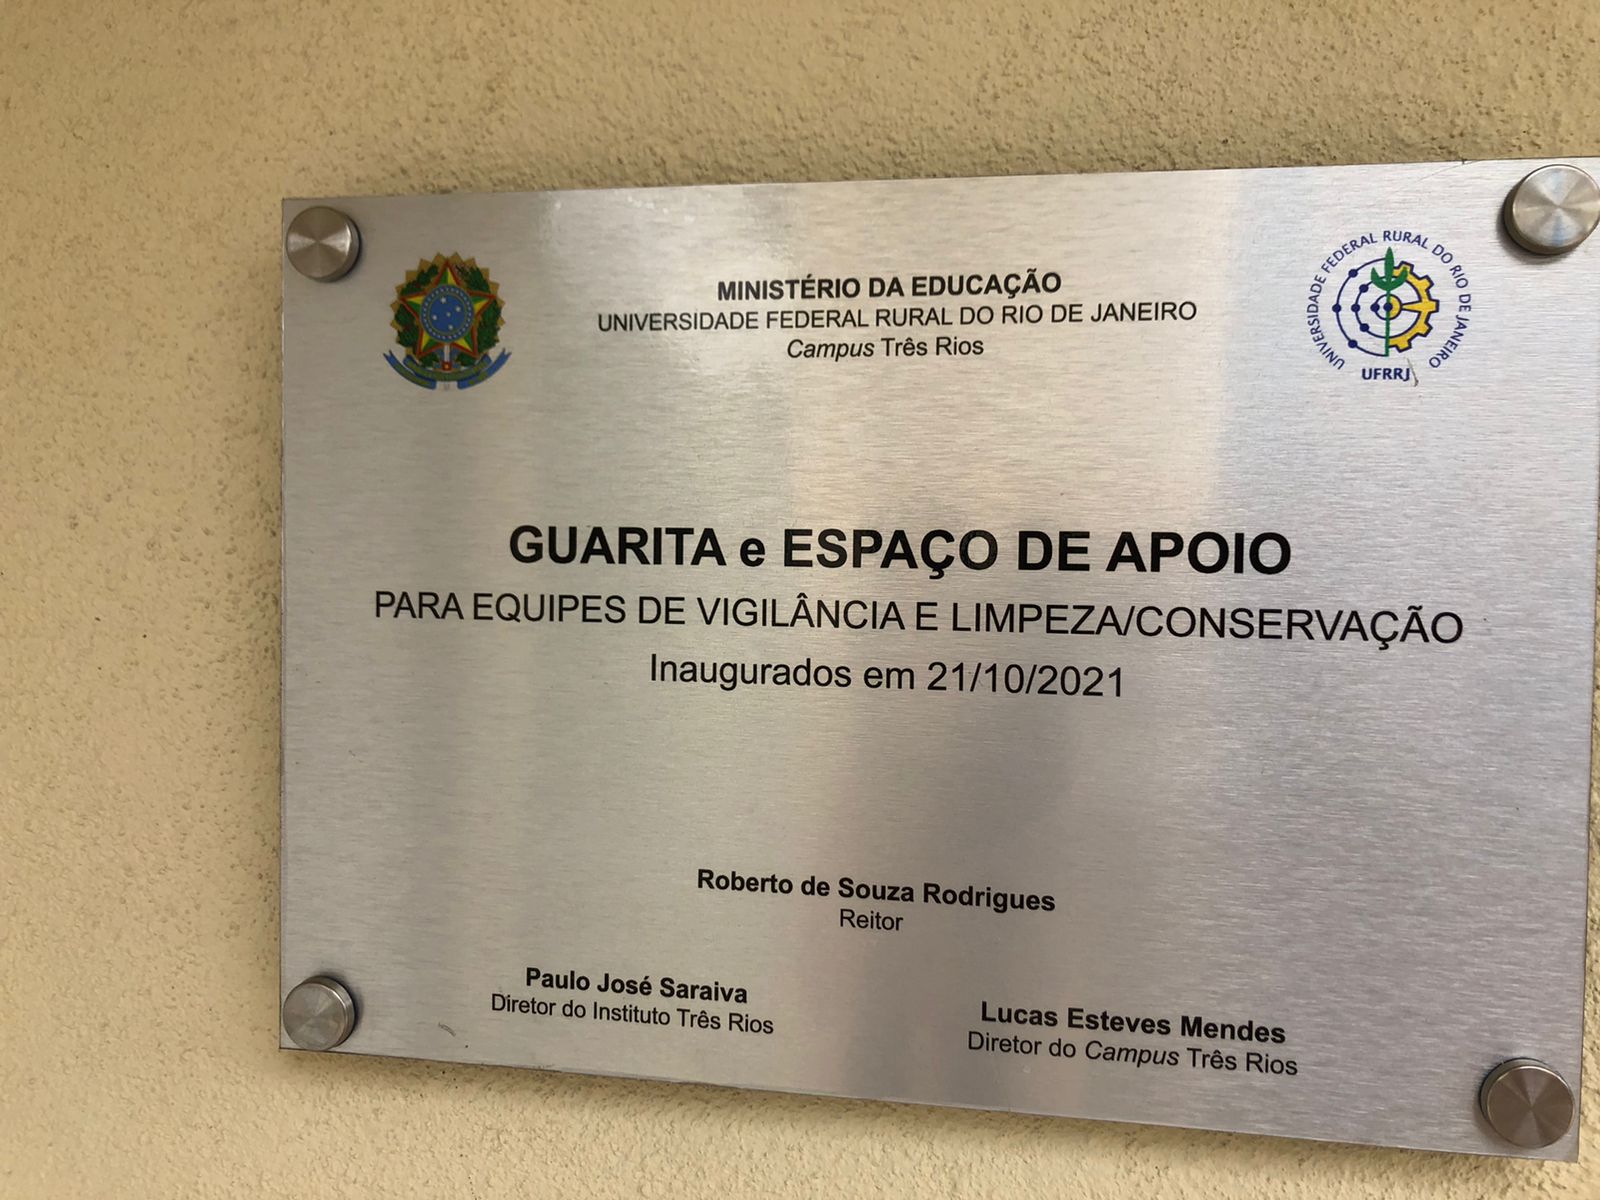 MINISTÉRIO DA EDUCAÇÃO
UNIVERSIDADE FEDERAL RURAL DO RIO DE JANEIRO
Campus Três Rios
UNIVERSIDADE FEDERAL RURAL DO RIO DE JANEIRO
UFRRJ
GUARITA e ESPAÇO DE APOIO
PARA EQUIPES DE VIGILÂNCIA E LIMPEZA/CONSERVAÇÃO
Inaugurados em 21/10/2021
Roberto de Souza Rodrigues
Reitor
Paulo José Saraiva
Diretor do Instituto Três Rios
Lucas Esteves Mendes
Diretor do Campus Três Rios